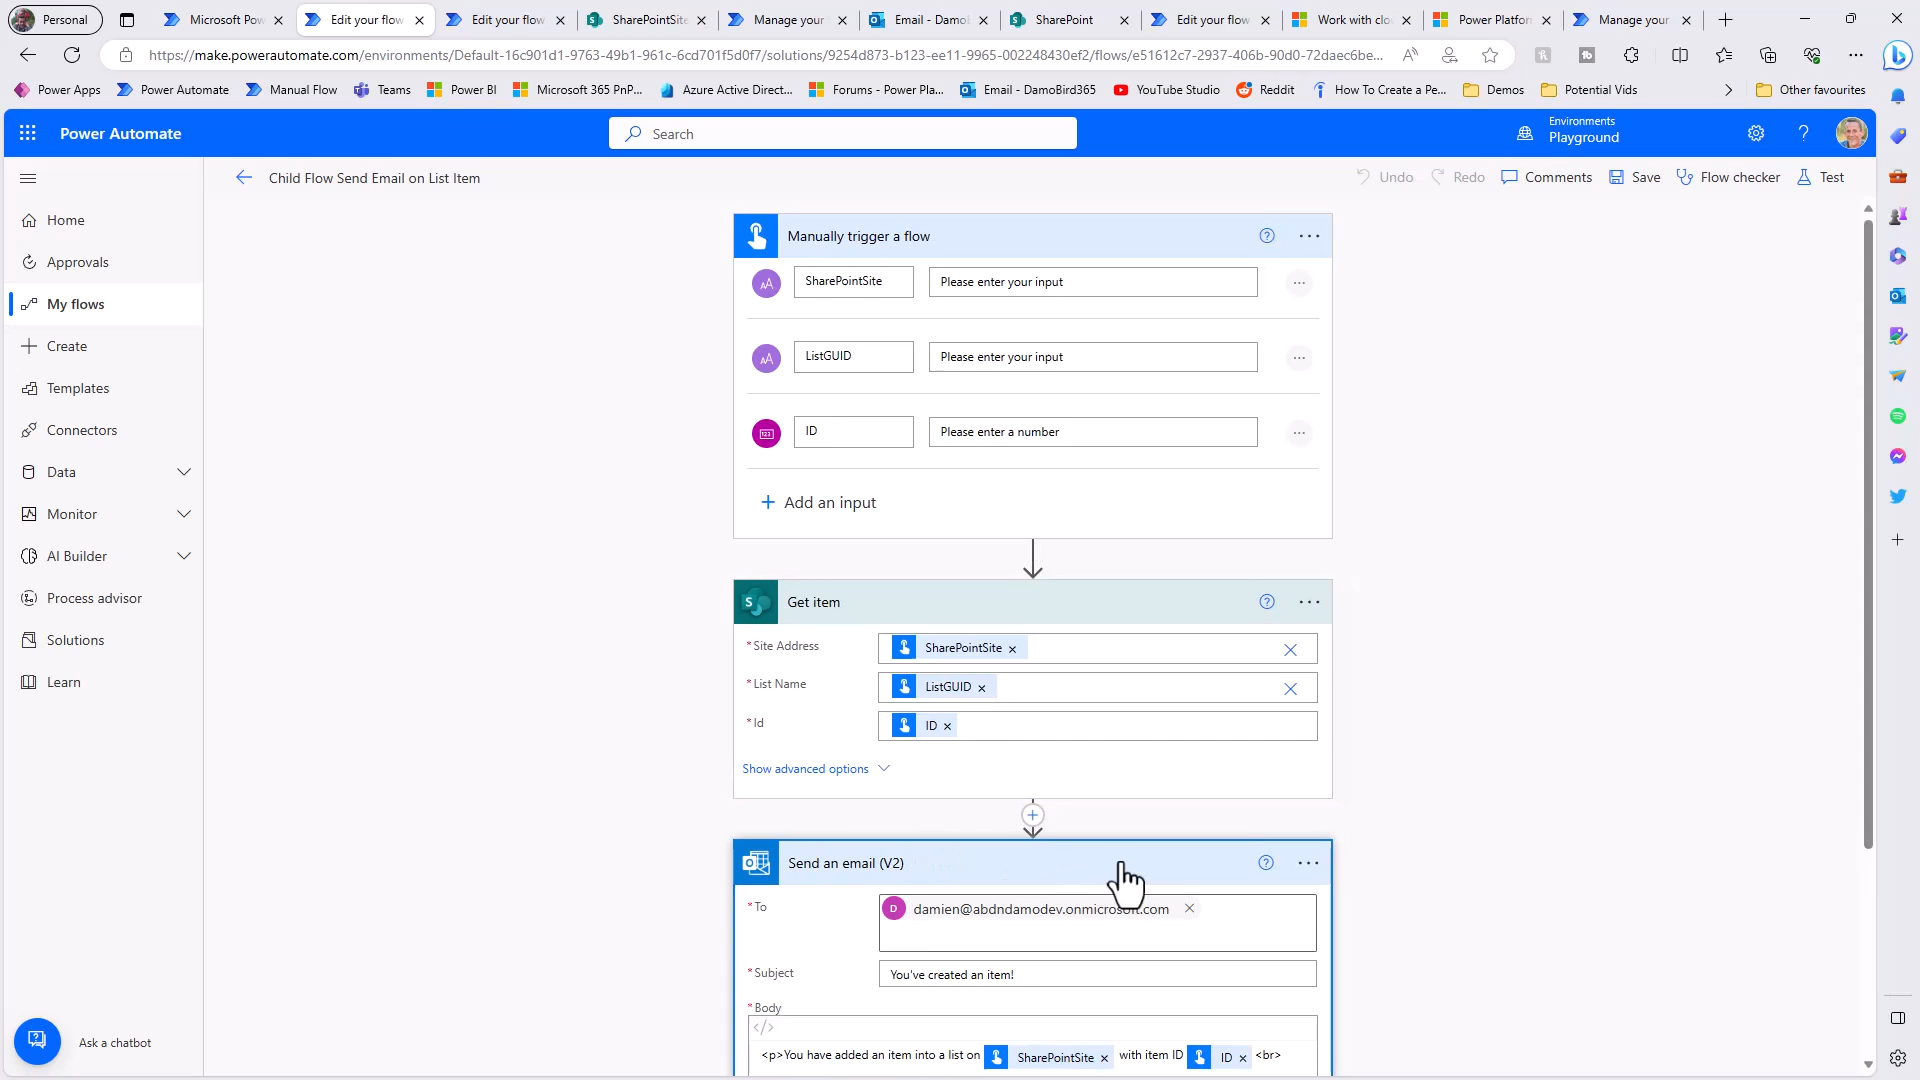 Personal
Microsoft Po
Edit your flow
Edit your flow
SharePointSite
Manage your
Email - Damo
SharePoint
Edit your flow
Work with clo
Power Platfor
Manage your
https://make.powerautomate.com/environments/Default-16c901d1-9763-49b1-961c-6cd701f5d0f7/solutions/9254d873-b123-ee11-9965-002248430ef2/flows/e51612c7-2937-406b-90d0-72daec6be...
Power Apps
Power Automate
Manual Flow
Teams
Power BI
Microsoft 365 PnP...
Azure Active Direct...
Forums - Power Pla...
Email - DamoBird365
YouTube Studio
Reddit
How To Create a Pe...
Demos
Potential Vids
Other favourites
Power Automate
Search
Environments
Playground
Child Flow Send Email on List Item
Undo
Redo
Comments
Save
Flow checker
Test
Home
Approvals
My flows
Create
Templates
Connectors
Data
Monitor
AI Builder
Process advisor
Solutions
Learn
Ask a chatbot
Manually trigger a flow
SharePointSite
Please enter your input
ListGUID
Please enter your input
ID
Please enter a number
Add an input
Get item
*Site Address
SharePointSite
*List Name
ListGUID
*Id
ID
Show advanced options
Send an email (V2)
*To
D damien@abdndamodev.onmicrosoft.com
*Subject
You've created an item!
*Body
</>
<p>You have added an item into a list on SharePointSite with item ID ID <br>